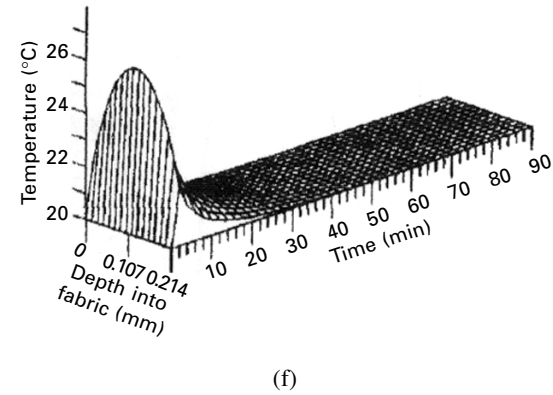 Temperature (°C)
26
24
22
20
0 0.107 0.214
Depth into
fabric (mm)
10 20 30 40 50 60 70 80 90
Time (min)
(f)